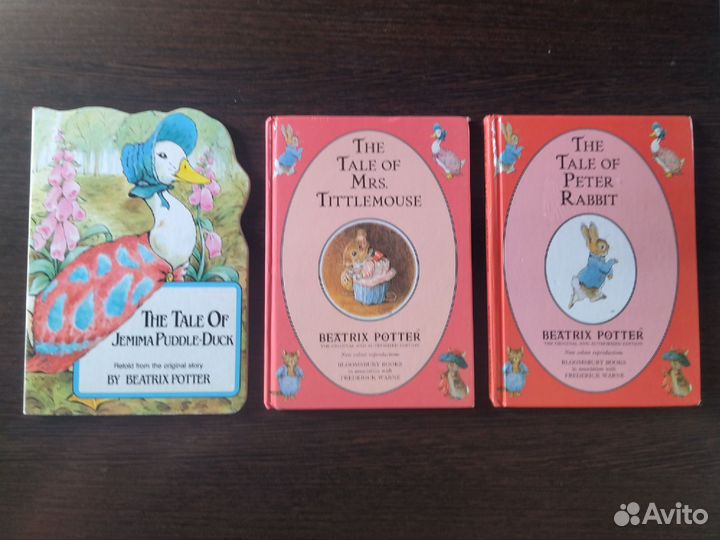 THE TALE OF
JEMIMA PUDDLE-DUCK
Retold from the original story
BY BEATRIX POTTER
THE
TALE OF
MRS.
TITTLEMOUSE
BEATRIX POTTER™
THE ORIGINAL AND AUTHORIZED EDITION
New colour reproductions
BLOOMSBURY BOOKS
in association with
FREDERICK WARNE
THE
TALE OF
PETER
RABBIT
BEATRIX POTTER™
THE ORIGINAL AND AUTHORIZED EDITION
New colour reproductions
BLOOMSBURY BOOKS
in association with
FREDERICK WARNE
Avito